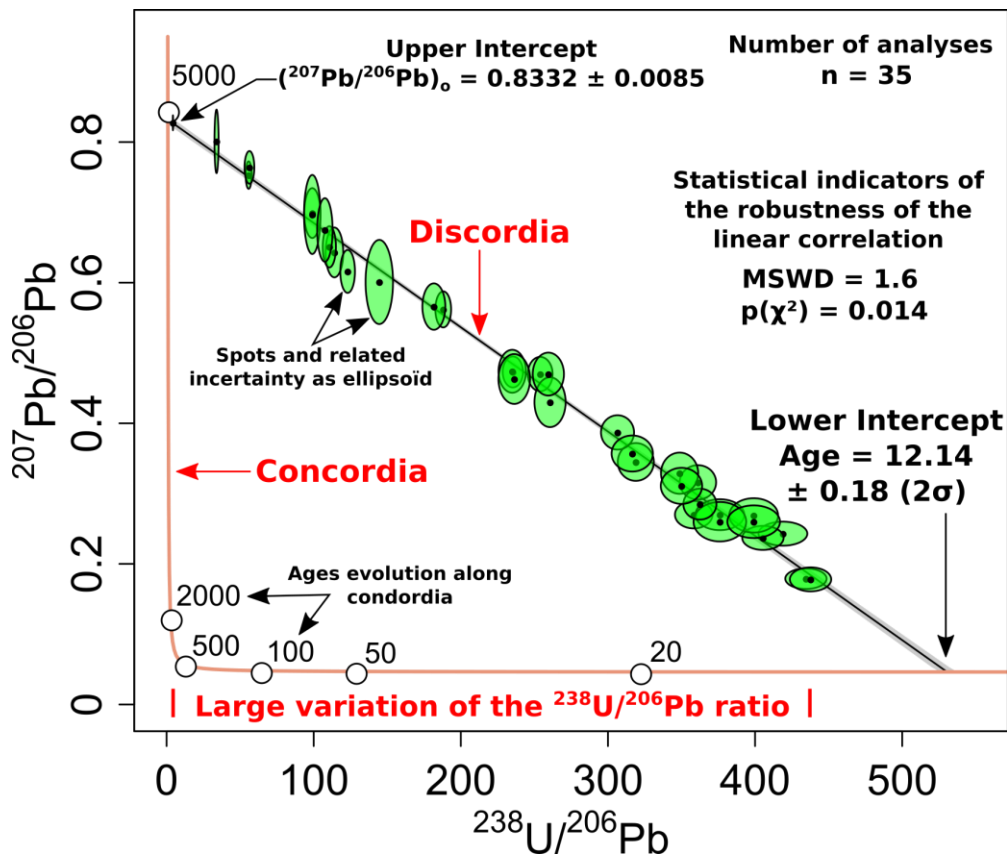 Upper Intercept
(²⁰⁷Pb/²⁰⁶Pb)ₒ = 0.8332 ± 0.0085
Number of analyses
n = 35
5000
Statistical indicators of
the robustness of the
linear correlation
MSWD = 1.6
p(χ²) = 0.014
Discordia
Spots and related
incertainty as ellipsoïd
Lower Intercept
Age = 12.14
± 0.18 (2σ)
Concordia
Ages evolution along
condordia
2000
500
100
50
20
Large variation of the ²³⁸U/²⁰⁶Pb ratio
0.8
0.6
0.4
0.2
0
²⁰⁷Pb/²⁰⁶Pb
0
100
200
300
400
500
²³⁸U/²⁰⁶Pb